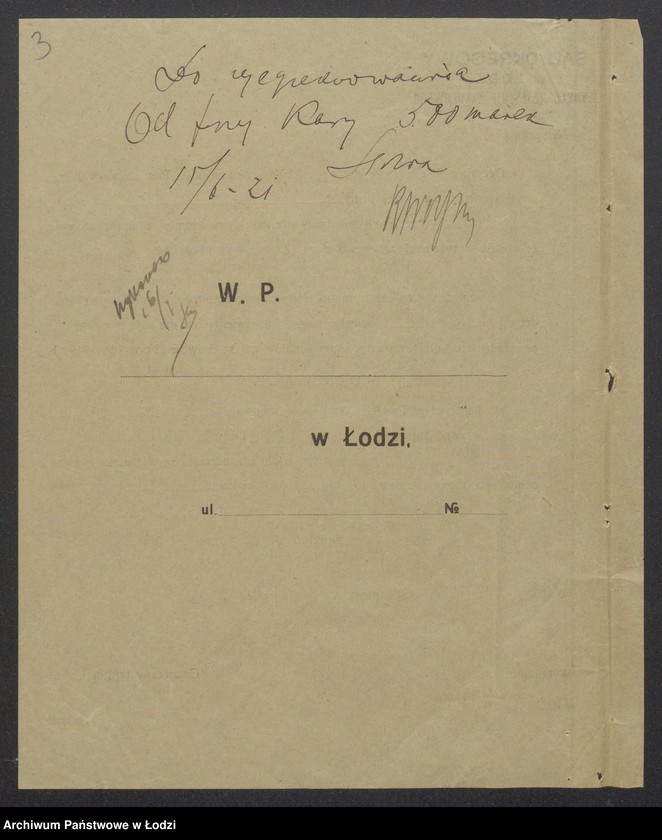 3
Do wyegzekwowania
Od firmy Kary 500 marek
15/6-21
W. P.
w Łodzi,
ul. №
Archiwum Państwowe w Łodzi